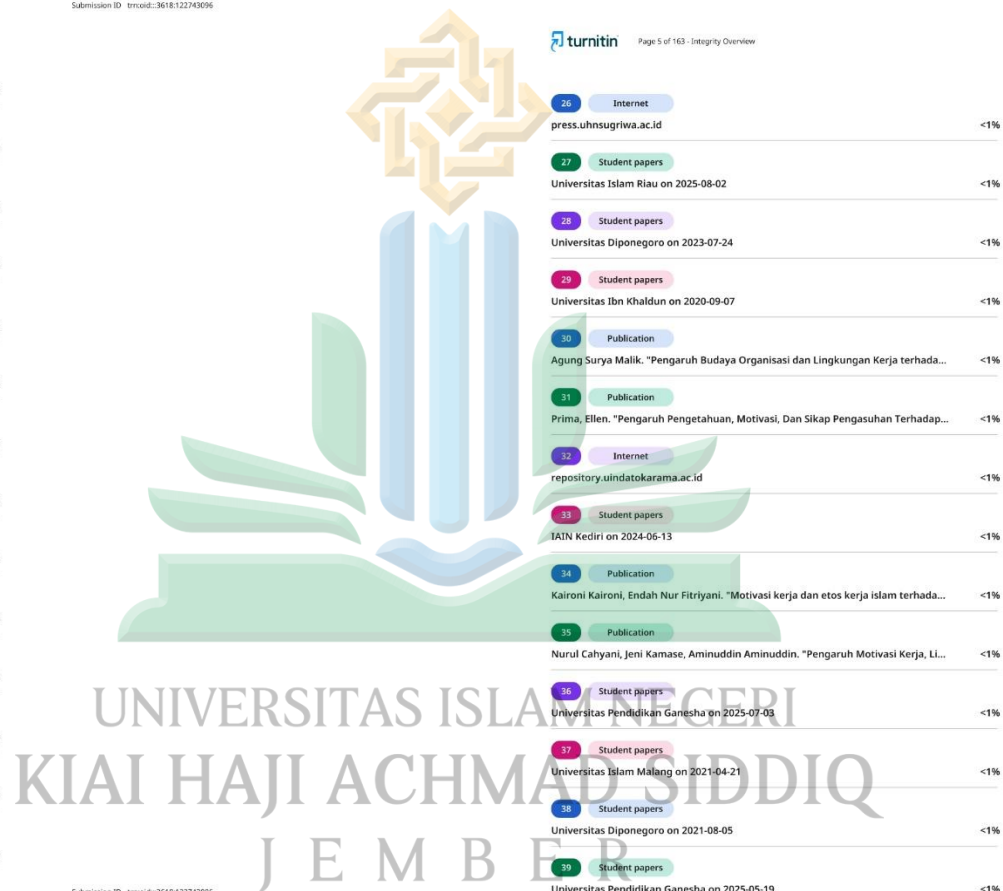 Submission ID trn:oid:::3618:122743096
turnitin Page 5 of 163 - Integrity Overview
26 Internet
press.uhnsugriwa.ac.id <1%
27 Student papers
Universitas Islam Riau on 2025-08-02 <1%
28 Student papers
Universitas Diponegoro on 2023-07-24 <1%
29 Student papers
Universitas Ibn Khaldun on 2020-09-07 <1%
30 Publication
Agung Surya Malik. "Pengaruh Budaya Organisasi dan Lingkungan Kerja terhada... <1%
31 Publication
Prima, Ellen. "Pengaruh Pengetahuan, Motivasi, Dan Sikap Pengasuhan Terhadap... <1%
32 Internet
repository.uindatokarama.ac.id <1%
33 Student papers
IAIN Kediri on 2024-06-13 <1%
34 Publication
Kaironi Kaironi, Endah Nur Fitriyani. "Motivasi kerja dan etos kerja islam terhada... <1%
35 Publication
Nurul Cahyani, Jeni Kamase, Aminuddin Aminuddin. "Pengaruh Motivasi Kerja, Li... <1%
36 Student papers
Universitas Pendidikan Ganesha on 2025-07-03 <1%
37 Student papers
Universitas Islam Malang on 2021-04-21 <1%
38 Student papers
Universitas Diponegoro on 2021-08-05 <1%
39 Student papers
Universitas Pendidikan Ganesha on 2025-05-19 <1%
UNIVERSITAS ISLAM NEGERI
KIAI HAJI ACHMAD SIDDIQ
JEMBER
Submission ID trn:oid:::3618:122743096